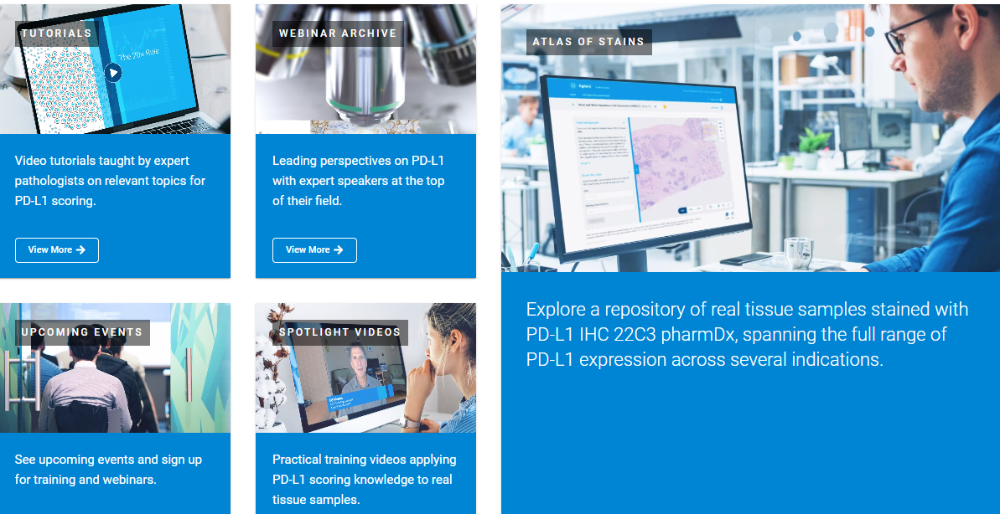 TUTORIALS
The 20x Rule
Video tutorials taught by expert
pathologists on relevant topics for
PD-L1 scoring.
View More
WEBINAR ARCHIVE
Leading perspectives on PD-L1
with expert speakers at the top
of their field.
View More
ATLAS OF STAINS
Agilent
Explore a repository of real tissue samples stained with
PD-L1 IHC 22C3 pharmDx, spanning the full range of
PD-L1 expression across several indications.
UPCOMING EVENTS
See upcoming events and sign up
for training and webinars.
SPOTLIGHT VIDEOS
Practical training videos applying
PD-L1 scoring knowledge to real
tissue samples.